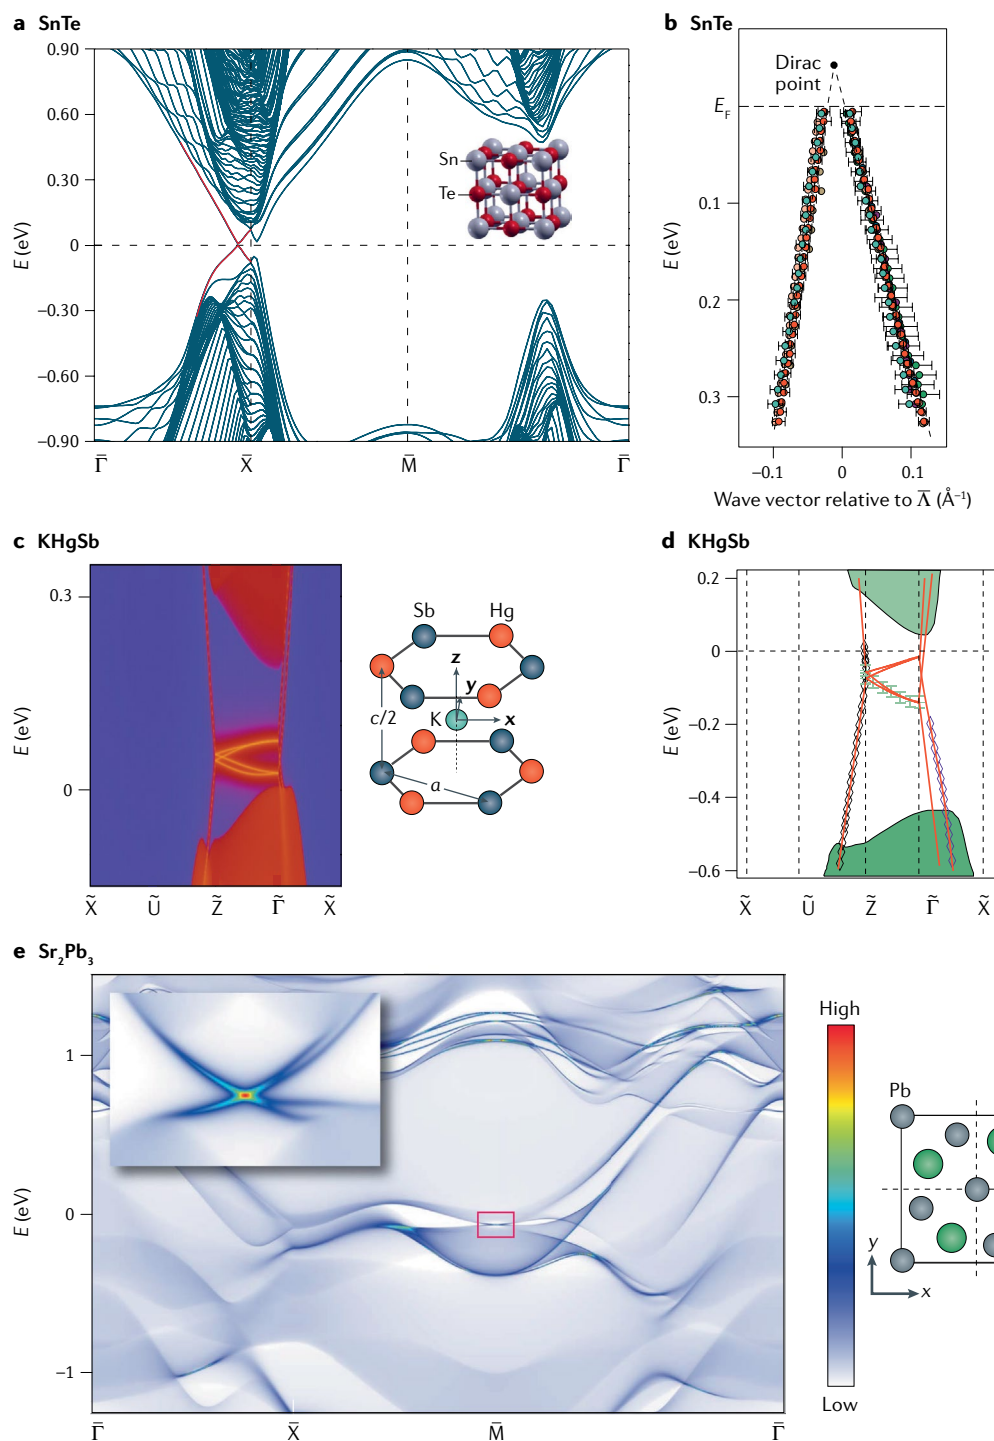 a SnTe
0.90
0.60
0.30
0
−0.30
−0.60
−0.90
E (eV)
Sn
Te
Γ̅
X̅
M̅
Γ̅
b SnTe
Dirac
point
E_F
0.1
0.2
0.3
E (eV)
−0.1
0
0.1
Wave vector relative to Λ̅ (Å⁻¹)
c KHgSb
0.3
0
E (eV)
X̃
Ũ
Z̃
Γ̃
X̃
Sb
Hg
z
y
c/2
K
x
a
d KHgSb
0.2
0
−0.2
−0.4
−0.6
E (eV)
X̃
Ũ
Z̃
Γ̃
X̃
e Sr₂Pb₃
1
0
−1
E (eV)
Γ̅
X̅
M̅
Γ̅
High
Low
Pb
y
x